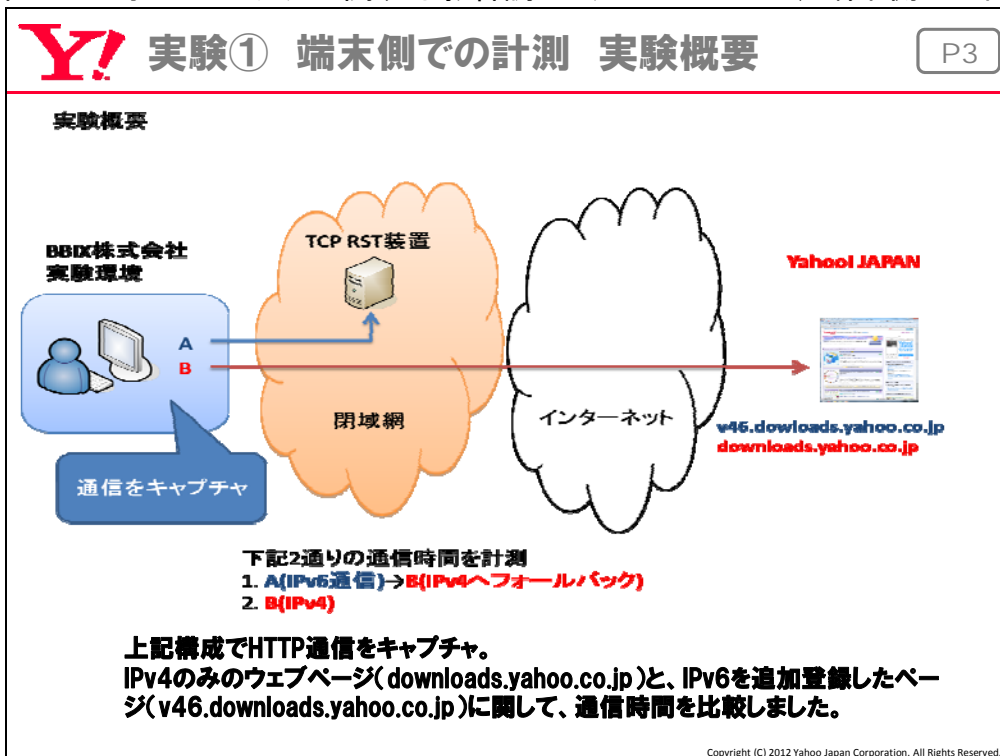 Y! 実験① 端末側での計測 実験概要
P3
実験概要
BBIX株式会社
実験環境
TCP RST装置
Yahoo! JAPAN
A
B
閉域網
インターネット
v46.dowloads.yahoo.co.jp
downloads.yahoo.co.jp
通信をキャプチャ
下記2通りの通信時間を計測
1. A(IPv6通信)→B(IPv4へフォールバック)
2. B(IPv4)
上記構成でHTTP通信をキャプチャ。
IPv4のみのウェブページ( downloads.yahoo.co.jp )と、IPv6を追加登録したペー
ジ( v46.downloads.yahoo.co.jp )に関して、通信時間を比較しました。
Copyright (C) 2012 Yahoo Japan Corporation. All Rights Reserved.